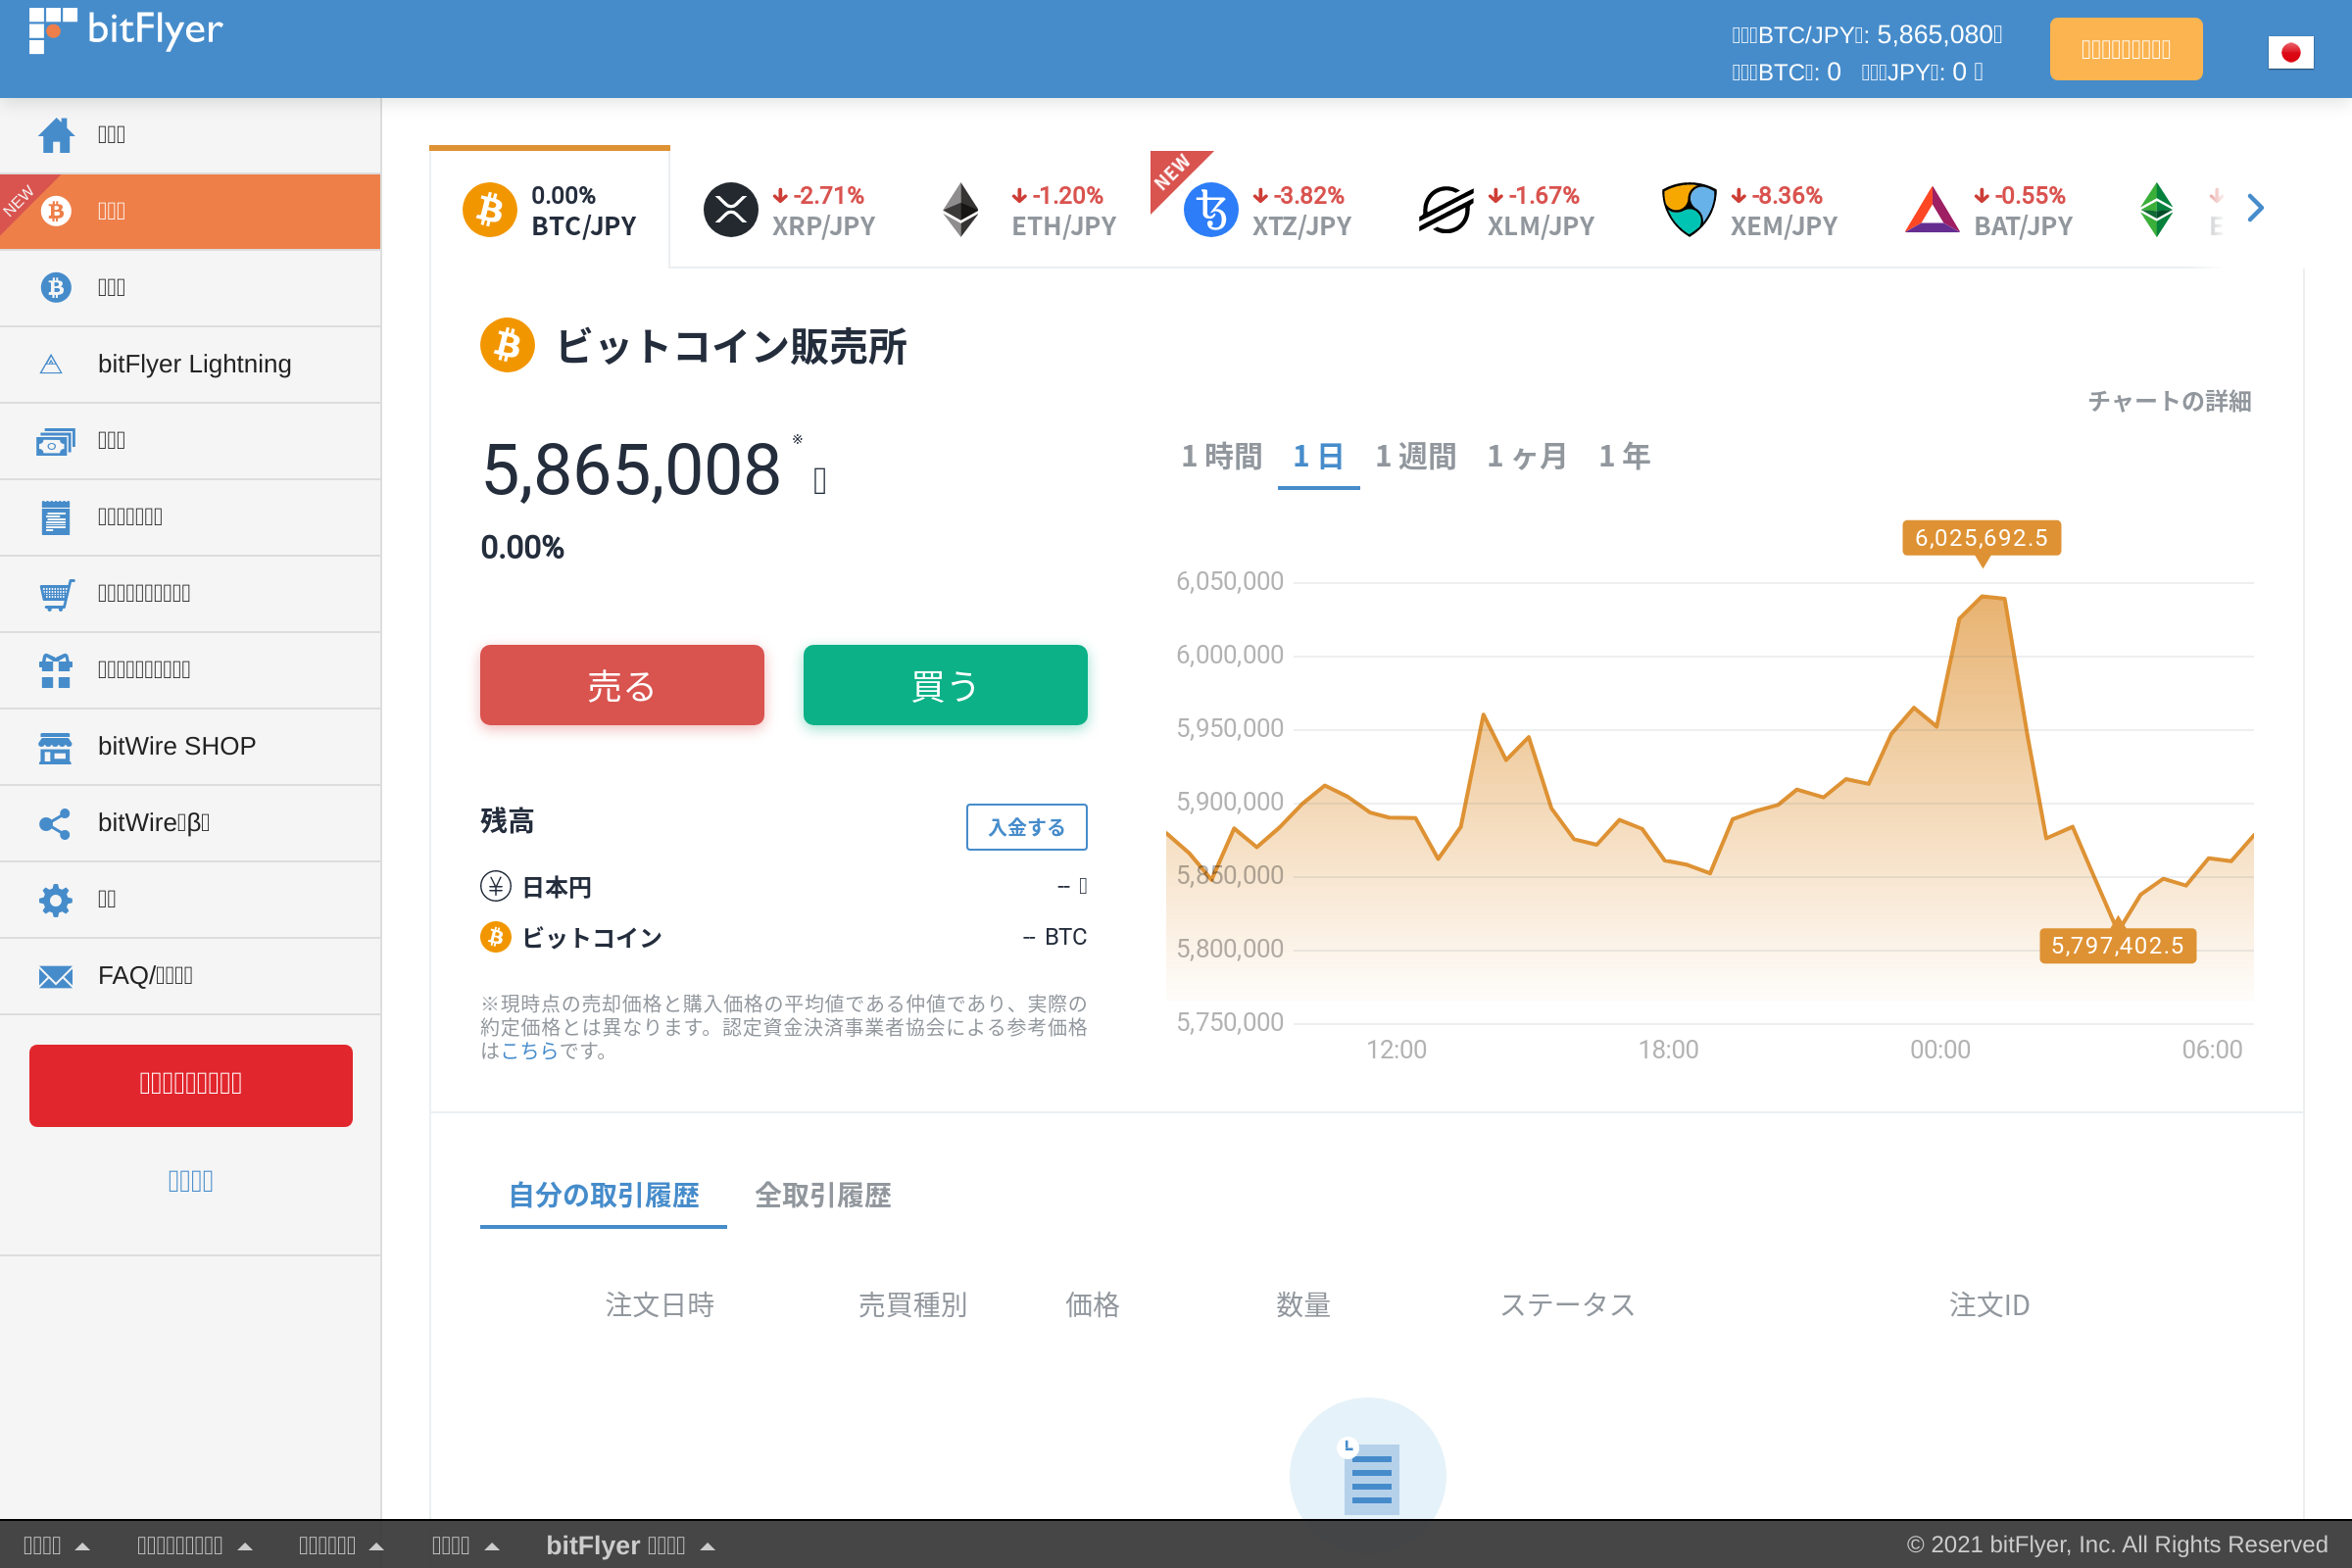 bitFlyer
BTC/JPY: 5,865,080
BTC: 0 JPY: 0
NEW
bitFlyer Lightning
bitWire SHOP
bitWire β
FAQ/
0.00%
BTC/JPY
-2.71%
XRP/JPY
-1.20%
ETH/JPY
NEW
-3.82%
XTZ/JPY
-1.67%
XLM/JPY
-8.36%
XEM/JPY
-0.55%
BAT/JPY
ビットコイン販売所
チャートの詳細
5,865,008 ※
0.00%
1 時間 1 日 1 週間 1 ヶ月 1 年
売る 買う
残高 入金する
日本円 --
ビットコイン -- BTC
※現時点の売却価格と購入価格の平均値である仲値であり、実際の
約定価格とは異なります。認定資金決済事業者協会による参考価格
はこちらです。
6,025,692.5
6,050,000
6,000,000
5,950,000
5,900,000
5,850,000
5,800,000
5,797,402.5
5,750,000
12:00 18:00 00:00 06:00
自分の取引履歴 全取引履歴
注文日時 売買種別 価格 数量 ステータス 注文ID
bitFlyer
© 2021 bitFlyer, Inc. All Rights Reserved